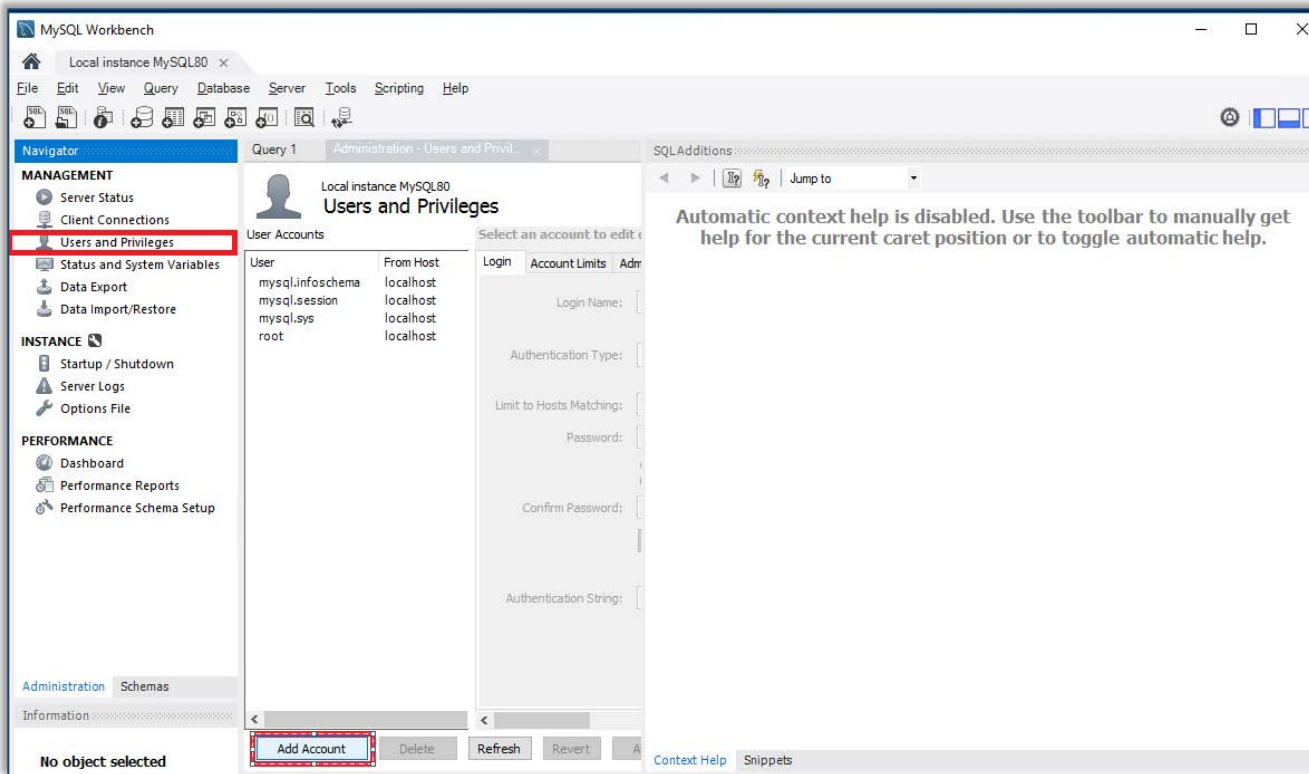 MySQL Workbench
Local instance MySQL80
File Edit View Query Database Server Tools Scripting Help
Navigator
MANAGEMENT
Server Status
Client Connections
Users and Privileges
Status and System Variables
Data Export
Data Import/Restore
INSTANCE
Startup / Shutdown
Server Logs
Options File
PERFORMANCE
Dashboard
Performance Reports
Performance Schema Setup
Administration Schemas
Information
No object selected
Query 1 Administration - Users and Privil...
Local instance MySQL80
Users and Privileges
User Accounts
User From Host
mysql.infoschema localhost
mysql.session localhost
mysql.sys localhost
root localhost
Add Account Delete Refresh Revert A
Select an account to edit
Login Account Limits Adm
Login Name:
Authentication Type:
Limit to Hosts Matching:
Password:
Confirm Password:
Authentication String:
SQLAdditions
Jump to
Automatic context help is disabled. Use the toolbar to manually get
help for the current caret position or to toggle automatic help.
Context Help Snippets